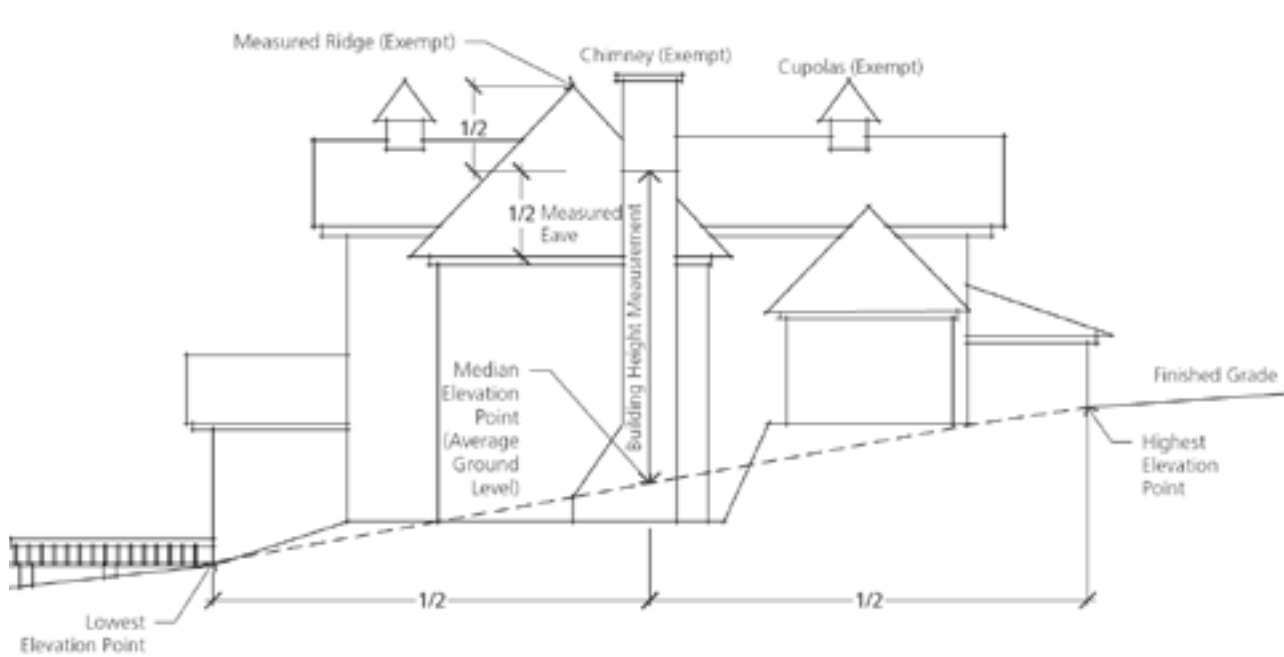 Measured Ridge (Exempt)
Chimney (Exempt)
Cupolas (Exempt)
1/2
1/2 Measured
Eave
Building Height Meausrement
Median
Elevation
Point
(Average
Ground
Level)
Finished Grade
Highest
Elevation
Point
1/2
1/2
Lowest
Elevation Point